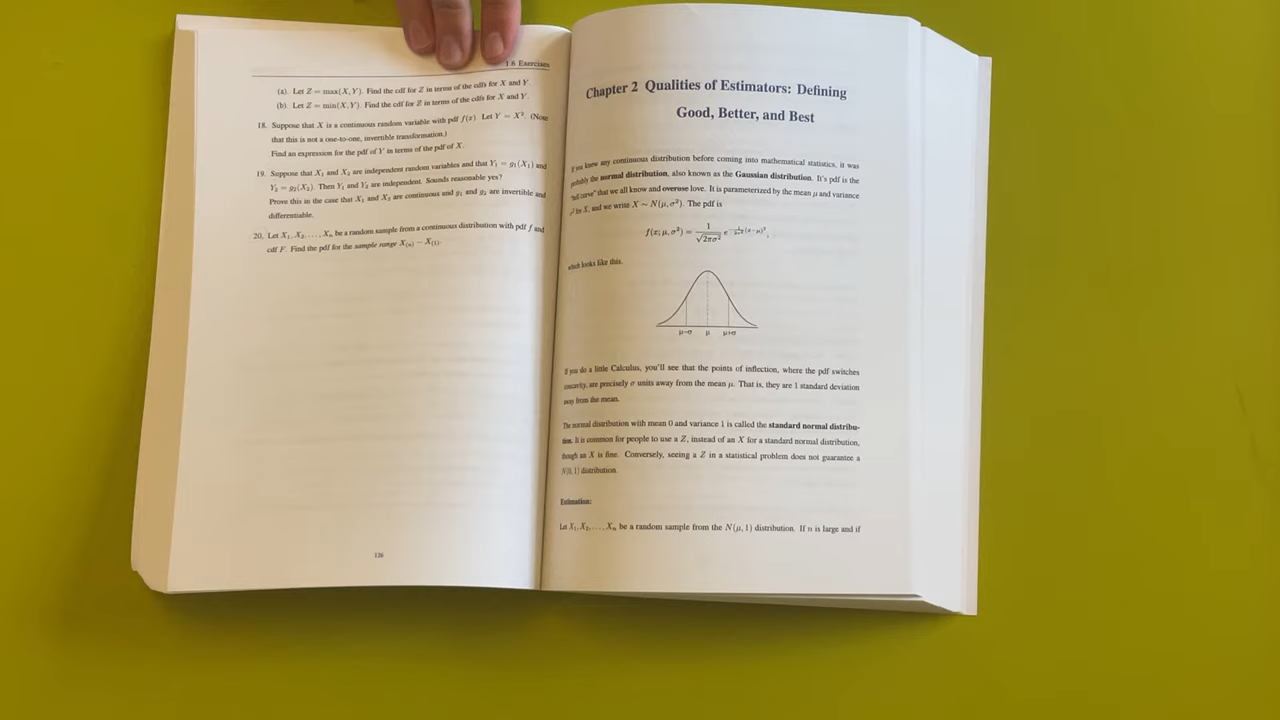 1.6 Exercises
(a). Let Z = max(X, Y). Find the cdf for Z in terms of the cdfs for X and Y.
(b). Let Z = min(X, Y). Find the cdf for Z in terms of the cdfs for X and Y.
18. Suppose that X is a continuous random variable with pdf f(x) Let Y = X². (Note
that this is not a one-to-one, invertible transformation.)
Find an expression for the pdf of Y in terms of the pdf of X.
19. Suppose that X₁ and X₂ are independent random variables and that Y₁ = g₁(X₁) and
Y₂ = g₂(X₂). Then Y₁ and Y₂ are independent. Sounds reasonable yes?
Prove this in the case that X₁ and X₂ are continuous and g₁ and g₂ are invertible and
differentiable.
20. Let X₁, X₂, . . . , Xₙ be a random sample from a continuous distribution with pdf f and
cdf F. Find the pdf for the sample range X₍ₙ₎ − X₍₁₎.
126
Chapter 2 Qualities of Estimators: Defining
Good, Better, and Best
If you knew any continuous distribution before coming into mathematical statistics, it was
probably the normal distribution, also known as the Gaussian distribution. It's pdf is the
"bell curve" that we all know and overuse love. It is parameterized by the mean μ and variance
σ² for X, and we write X ∼ N(μ, σ²). The pdf is
f(x; μ, σ²) = 1/√(2πσ²) e^(−1/(2σ²)(x−μ)²),
which looks like this.
μ−σ μ μ+σ
If you do a little Calculus, you'll see that the points of inflection, where the pdf switches
concavity, are precisely σ units away from the mean μ. That is, they are 1 standard deviation
away from the mean.
The normal distribution with mean 0 and variance 1 is called the standard normal distribu-
tion. It is common for people to use a Z, instead of an X for a standard normal distribution,
though an X is fine. Conversely, seeing a Z in a statistical problem does not guarantee a
N(0, 1) distribution.
Estimation:
Let X₁, X₂, . . . , Xₙ be a random sample from the N(μ, 1) distribution. If n is large and if